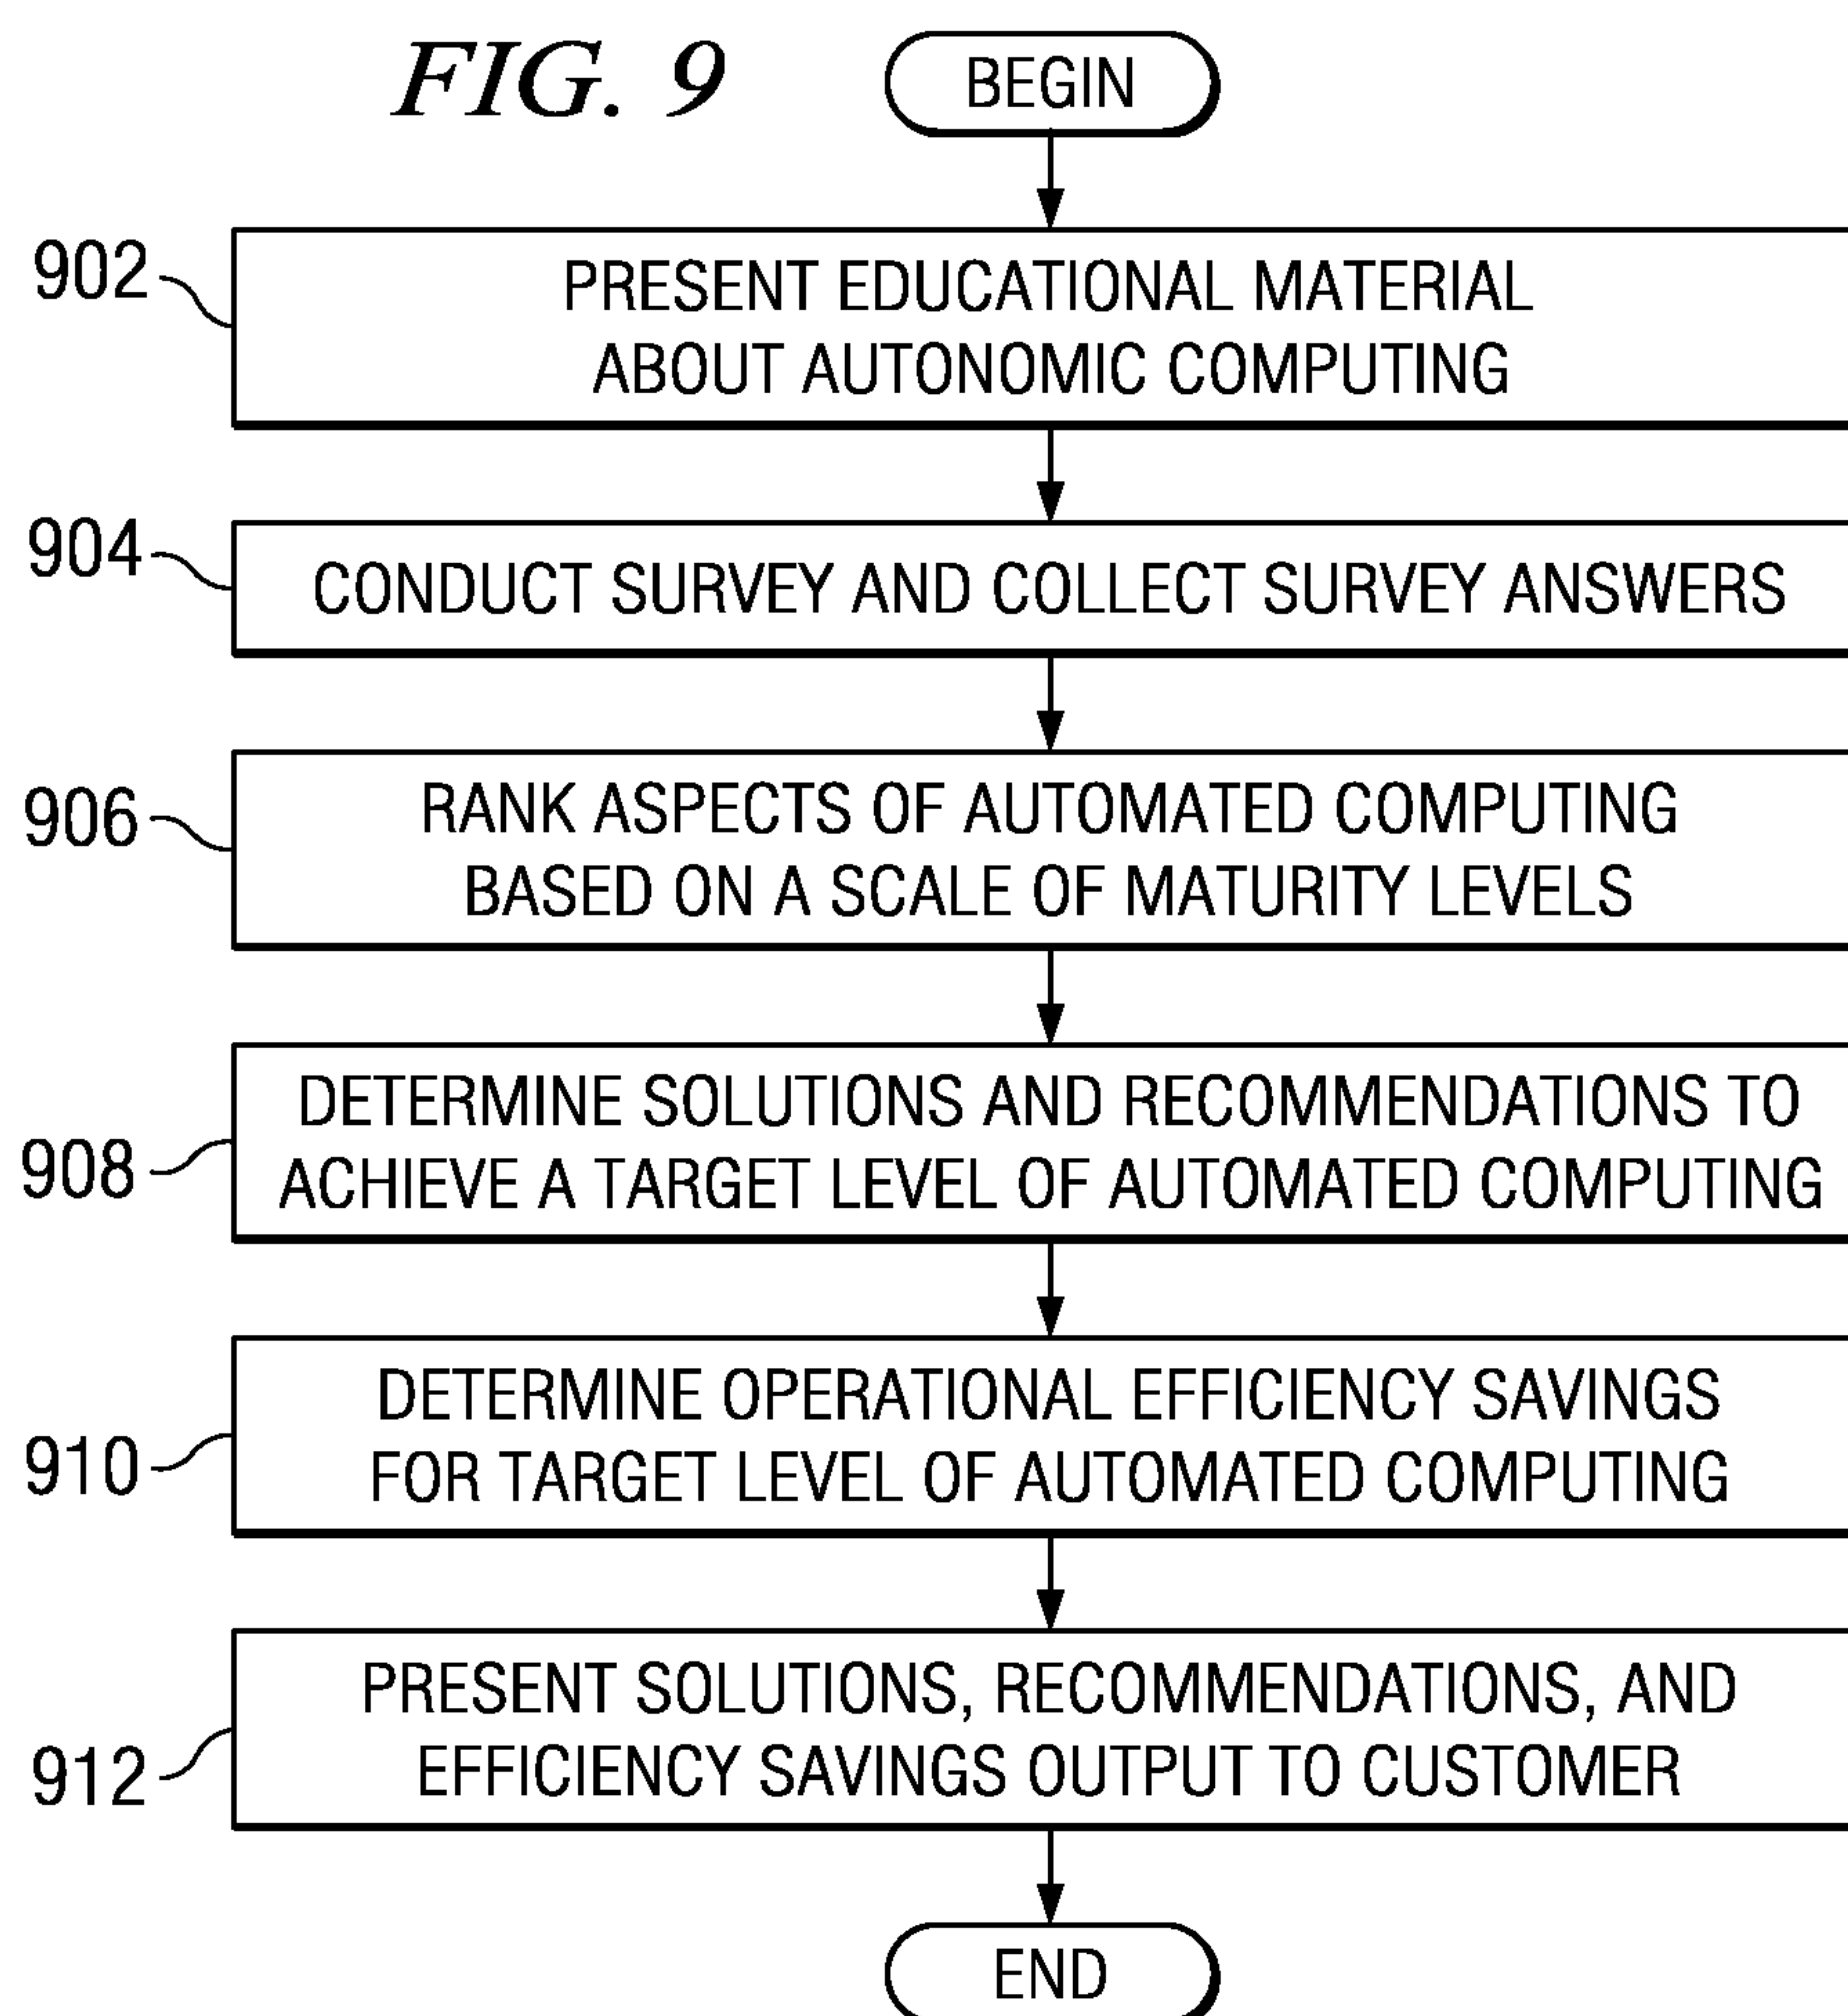 FIG. 9
BEGIN
902
PRESENT EDUCATIONAL MATERIAL
ABOUT AUTONOMIC COMPUTING
904
CONDUCT SURVEY AND COLLECT SURVEY ANSWERS
906
RANK ASPECTS OF AUTOMATED COMPUTING
BASED ON A SCALE OF MATURITY LEVELS
908
DETERMINE SOLUTIONS AND RECOMMENDATIONS TO
ACHIEVE A TARGET LEVEL OF AUTOMATED COMPUTING
910
DETERMINE OPERATIONAL EFFICIENCY SAVINGS
FOR TARGET LEVEL OF AUTOMATED COMPUTING
912
PRESENT SOLUTIONS, RECOMMENDATIONS, AND
EFFICIENCY SAVINGS OUTPUT TO CUSTOMER
END